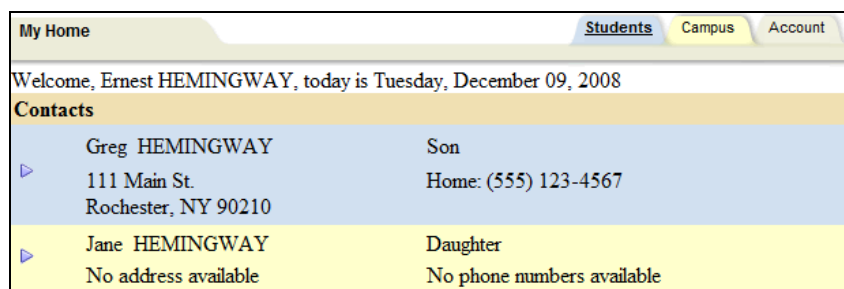 My Home Students Campus Account
Welcome, Ernest HEMINGWAY, today is Tuesday, December 09, 2008
Contacts
Greg HEMINGWAY Son
111 Main St. Home: (555) 123-4567
Rochester, NY 90210
Jane HEMINGWAY Daughter
No address available No phone numbers available